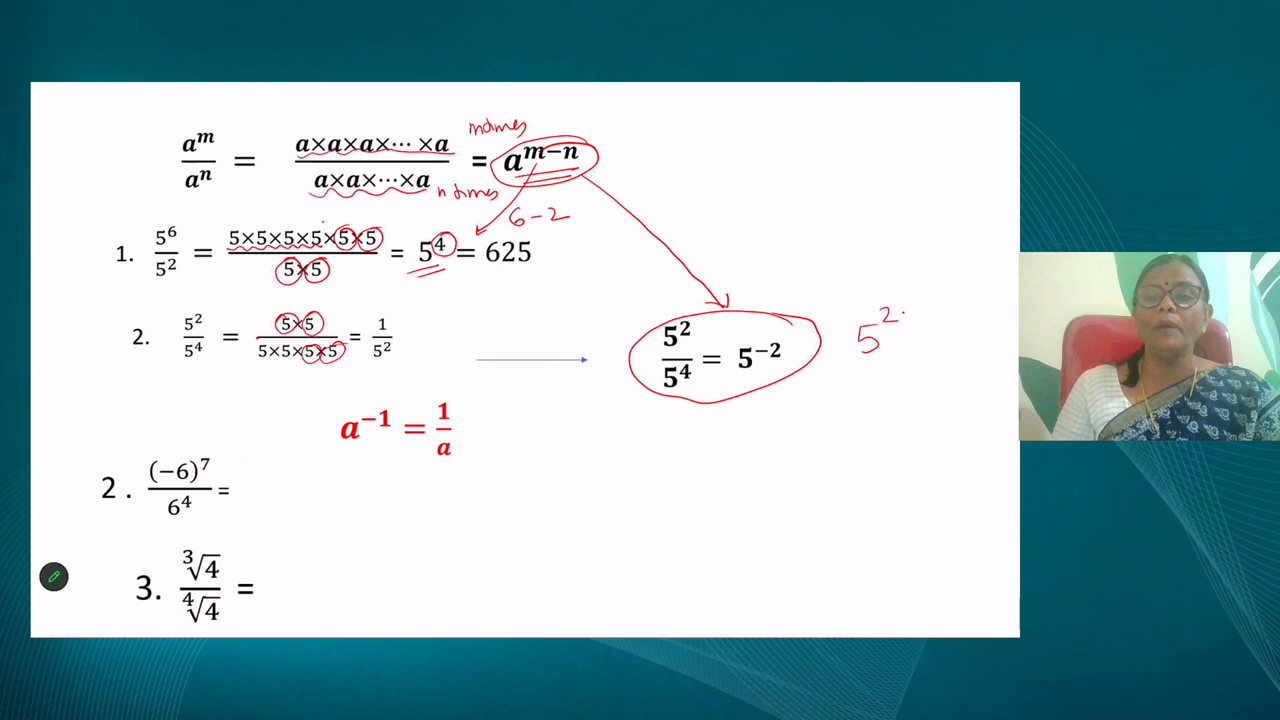 a^m/a^n = a×a×a×⋯×a / a×a×⋯×a = a^(m−n)
m times
n times
6-2
1. 5^6/5^2 = 5×5×5×5×5×5 / 5×5 = 5^4 = 625
2. 5^2/5^4 = 5×5 / 5×5×5×5 = 1/5^2
5^2/5^4 = 5^−2
5^2
a^−1 = 1/a
2 . (−6)^7/6^4 =
3. ∛4/∜4 =